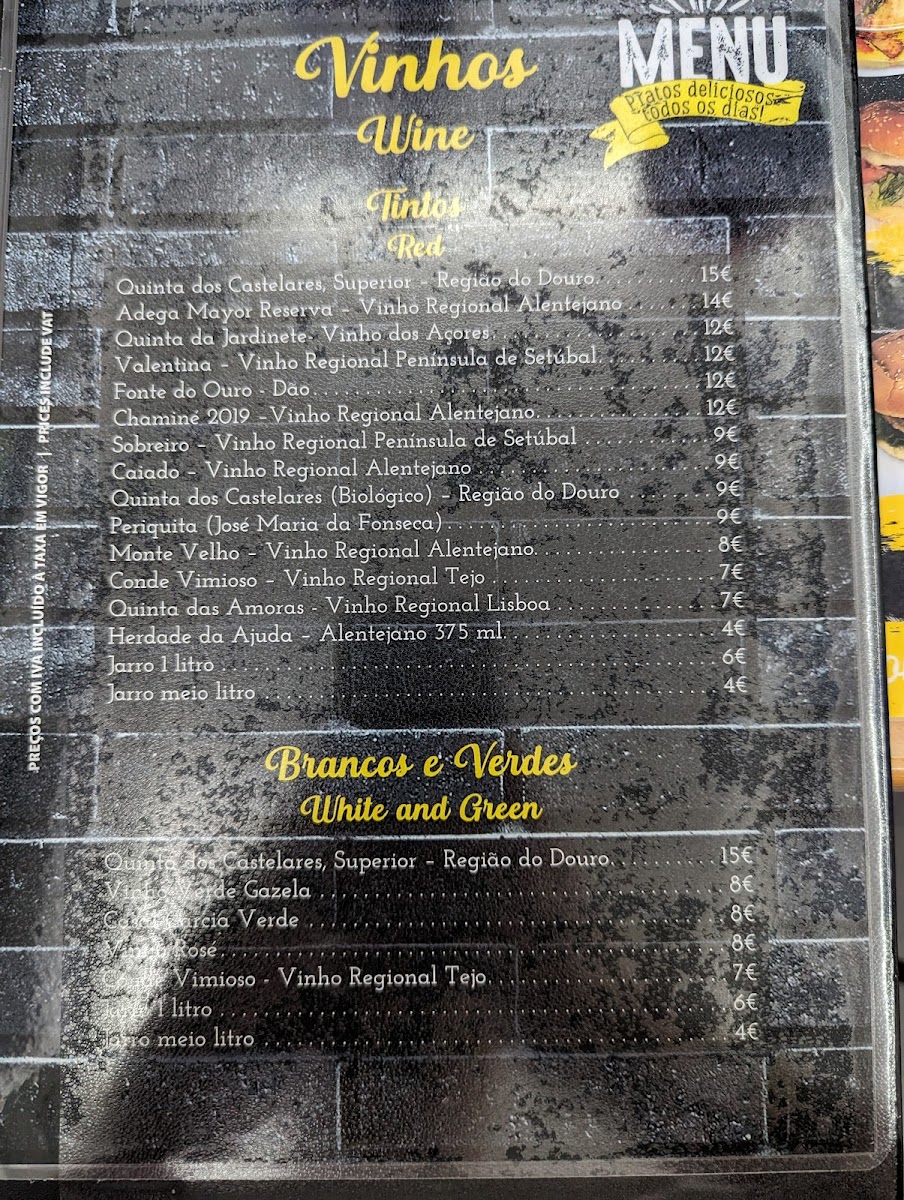 Vinhos
Wine
MENU
Pratos deliciosos
todos os dias!
Tintos
Red
Quinta dos Castelares, Superior – Região do Douro. 15€
Adega Mayor Reserva – Vinho Regional Alentejano 14€
Quinta da Jardinete- Vinho dos Açores 12€
Valentina – Vinho Regional Península de Setúbal. 12€
Fonte do Ouro - Dão 12€
Chaminé 2019 –Vinho Regional Alentejano. 12€
Sobreiro – Vinho Regional Península de Setúbal 9€
Caiado – Vinho Regional Alentejano 9€
Quinta dos Castelares (Biológico) – Região do Douro 9€
Periquita (José Maria da Fonseca) 9€
Monte Velho – Vinho Regional Alentejano. 8€
Conde Vimioso – Vinho Regional Tejo 7€
Quinta das Amoras - Vinho Regional Lisboa 7€
Herdade da Ajuda – Alentejano 375 ml. 4€
Jarro 1 litro 6€
Jarro meio litro 4€
Brancos e Verdes
White and Green
Quinta dos Castelares, Superior – Região do Douro. 15€
Vinho Verde Gazela 8€
Garcia Verde 8€
Rosé 8€
Conde Vimioso - Vinho Regional Tejo. 7€
Jarro 1 litro 6€
Jarro meio litro 4€
PREÇOS COM IVA INCLUÍDO À TAXA EM VIGOR | PRICES INCLUDE VAT